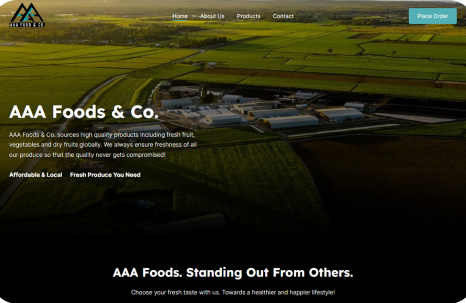 Home About Us Products Contact Place Order
AAA FOOD & CO.
AAA Foods & Co.
AAA Foods & Co. sources high quality products including fresh fruit,
vegetables and dry fruits globally. We always ensure freshness of all
our produce so that the quality never gets compromised!
Affordable & Local Fresh Produce You Need
AAA Foods. Standing Out From Others.
Choose your fresh taste with us. Towards a healthier and happier lifestyle!